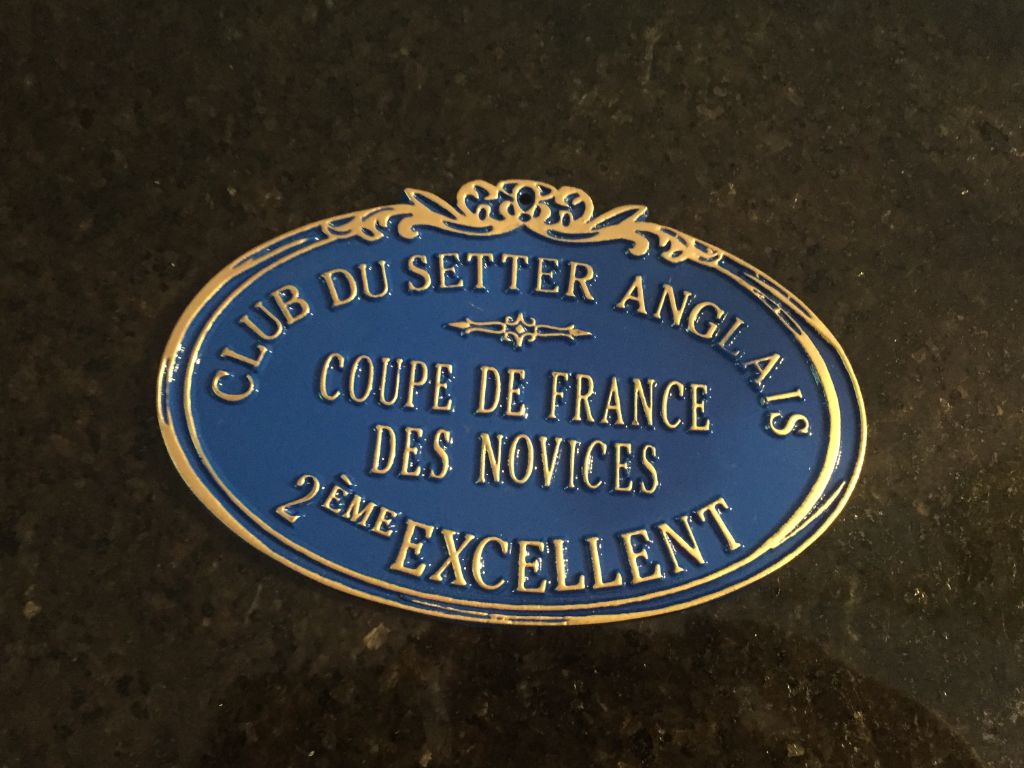 CLUB DU SETTER ANGLAIS
COUPE DE FRANCE
DES NOVICES
2ÈME EXCELLENT